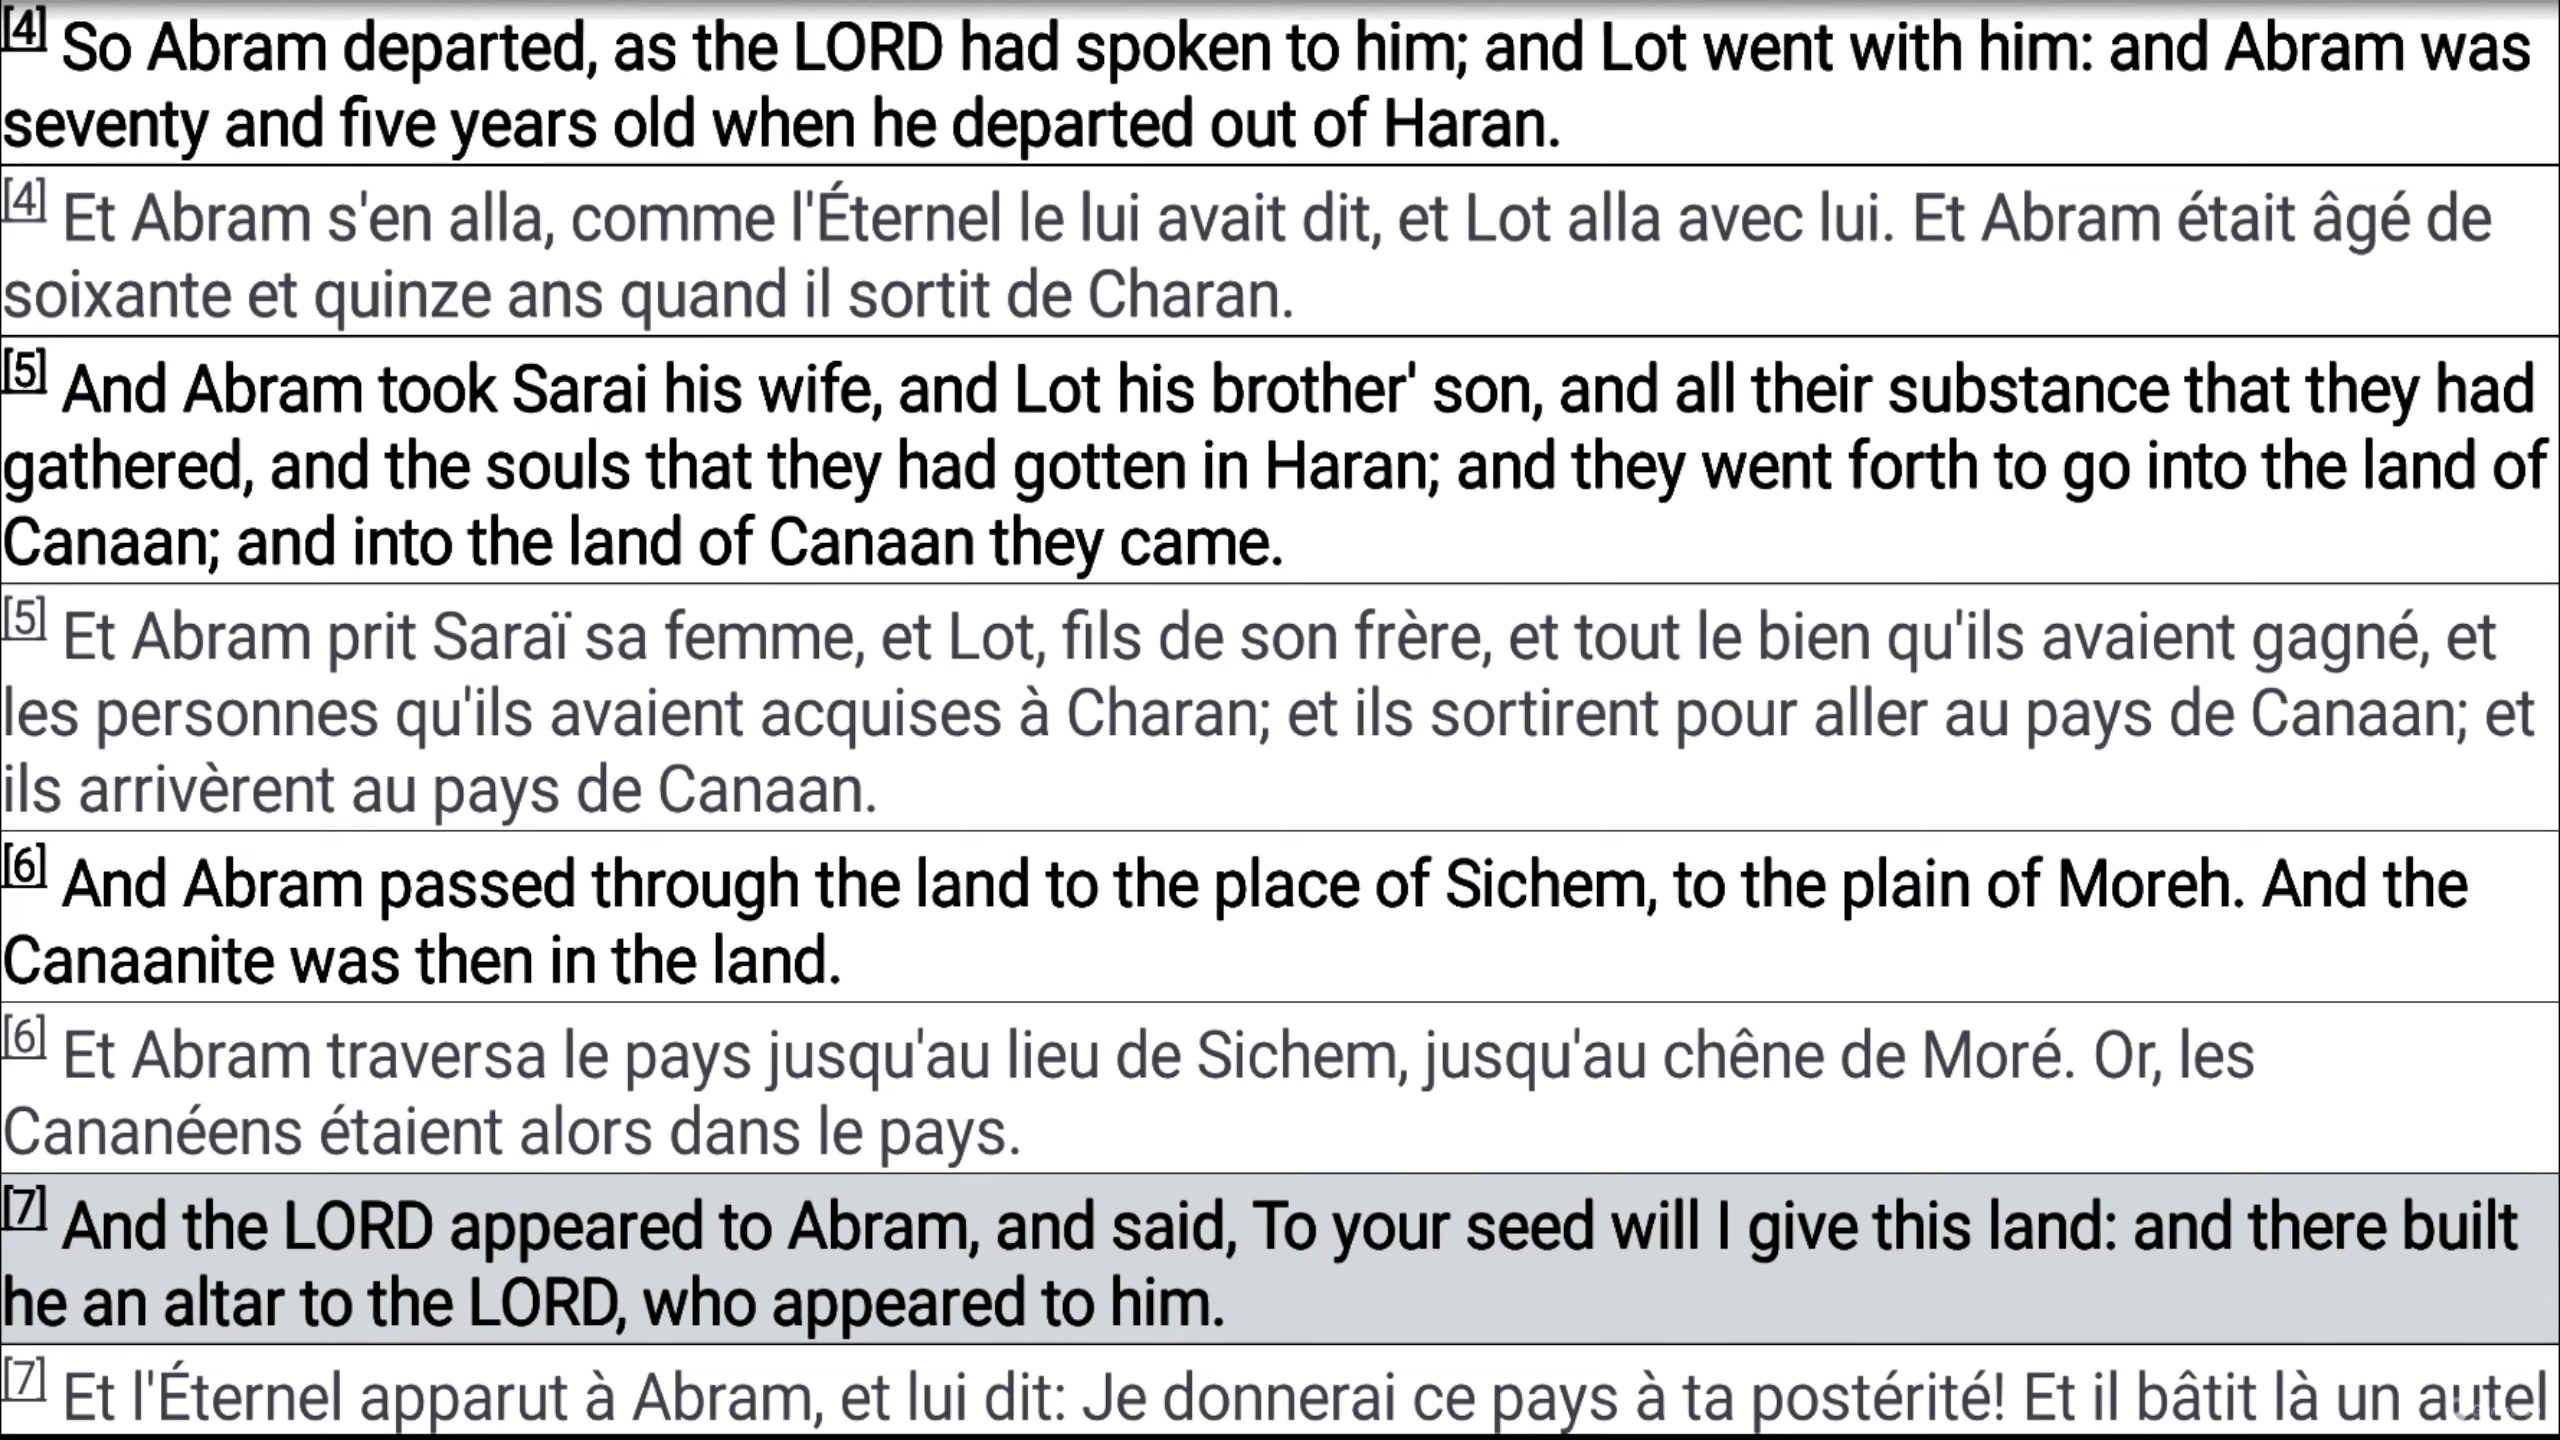 [4] So Abram departed, as the LORD had spoken to him; and Lot went with him: and Abram was
seventy and five years old when he departed out of Haran.
[4] Et Abram s'en alla, comme l'Éternel le lui avait dit, et Lot alla avec lui. Et Abram était âgé de
soixante et quinze ans quand il sortit de Charan.
[5] And Abram took Sarai his wife, and Lot his brother' son, and all their substance that they had
gathered, and the souls that they had gotten in Haran; and they went forth to go into the land of
Canaan; and into the land of Canaan they came.
[5] Et Abram prit Saraï sa femme, et Lot, fils de son frère, et tout le bien qu'ils avaient gagné, et
les personnes qu'ils avaient acquises à Charan; et ils sortirent pour aller au pays de Canaan; et
ils arrivèrent au pays de Canaan.
[6] And Abram passed through the land to the place of Sichem, to the plain of Moreh. And the
Canaanite was then in the land.
[6] Et Abram traversa le pays jusqu'au lieu de Sichem, jusqu'au chêne de Moré. Or, les
Cananéens étaient alors dans le pays.
[7] And the LORD appeared to Abram, and said, To your seed will I give this land: and there built
he an altar to the LORD, who appeared to him.
[7] Et l'Éternel apparut à Abram, et lui dit: Je donnerai ce pays à ta postérité! Et il bâtit là un autel